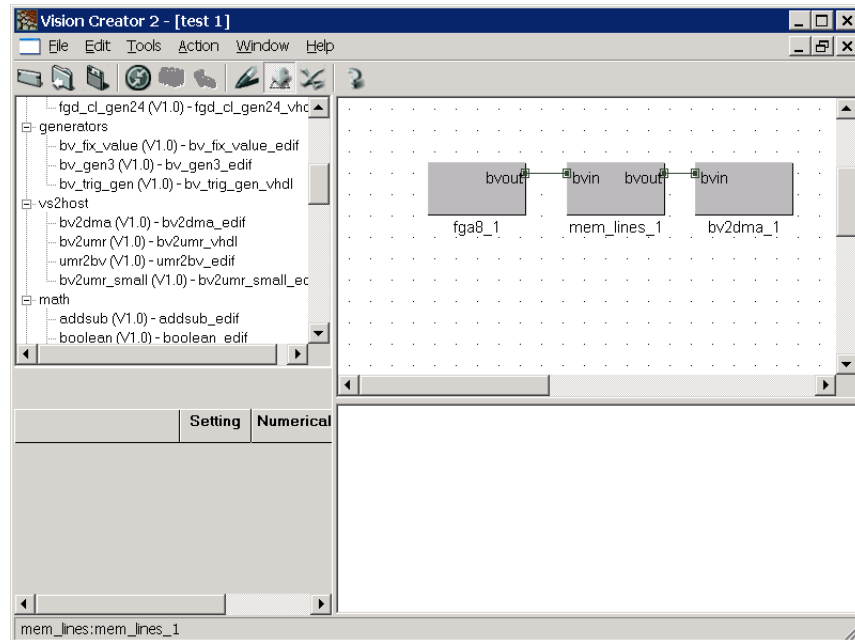 Vision Creator 2 - [test 1]
File Edit Tools Action Window Help
fgd_cl_gen24 (V1.0) - fgd_cl_gen24_vhd
generators
bv_fix_value (V1.0) - bv_fix_value_edif
bv_gen3 (V1.0) - bv_gen3_edif
bv_trig_gen (V1.0) - bv_trig_gen_vhdl
vs2host
bv2dma (V1.0) - bv2dma_edif
bv2umr (V1.0) - bv2umr_vhdl
umr2bv (V1.0) - umr2bv_edif
bv2umr_small (V1.0) - bv2umr_small_ed
math
addsub (V1.0) - addsub_edif
boolean (V1.0) - boolean_edif
bvout bvin bvout bvin
fga8_1 mem_lines_1 bv2dma_1
Setting Numerical
mem_lines:mem_lines_1